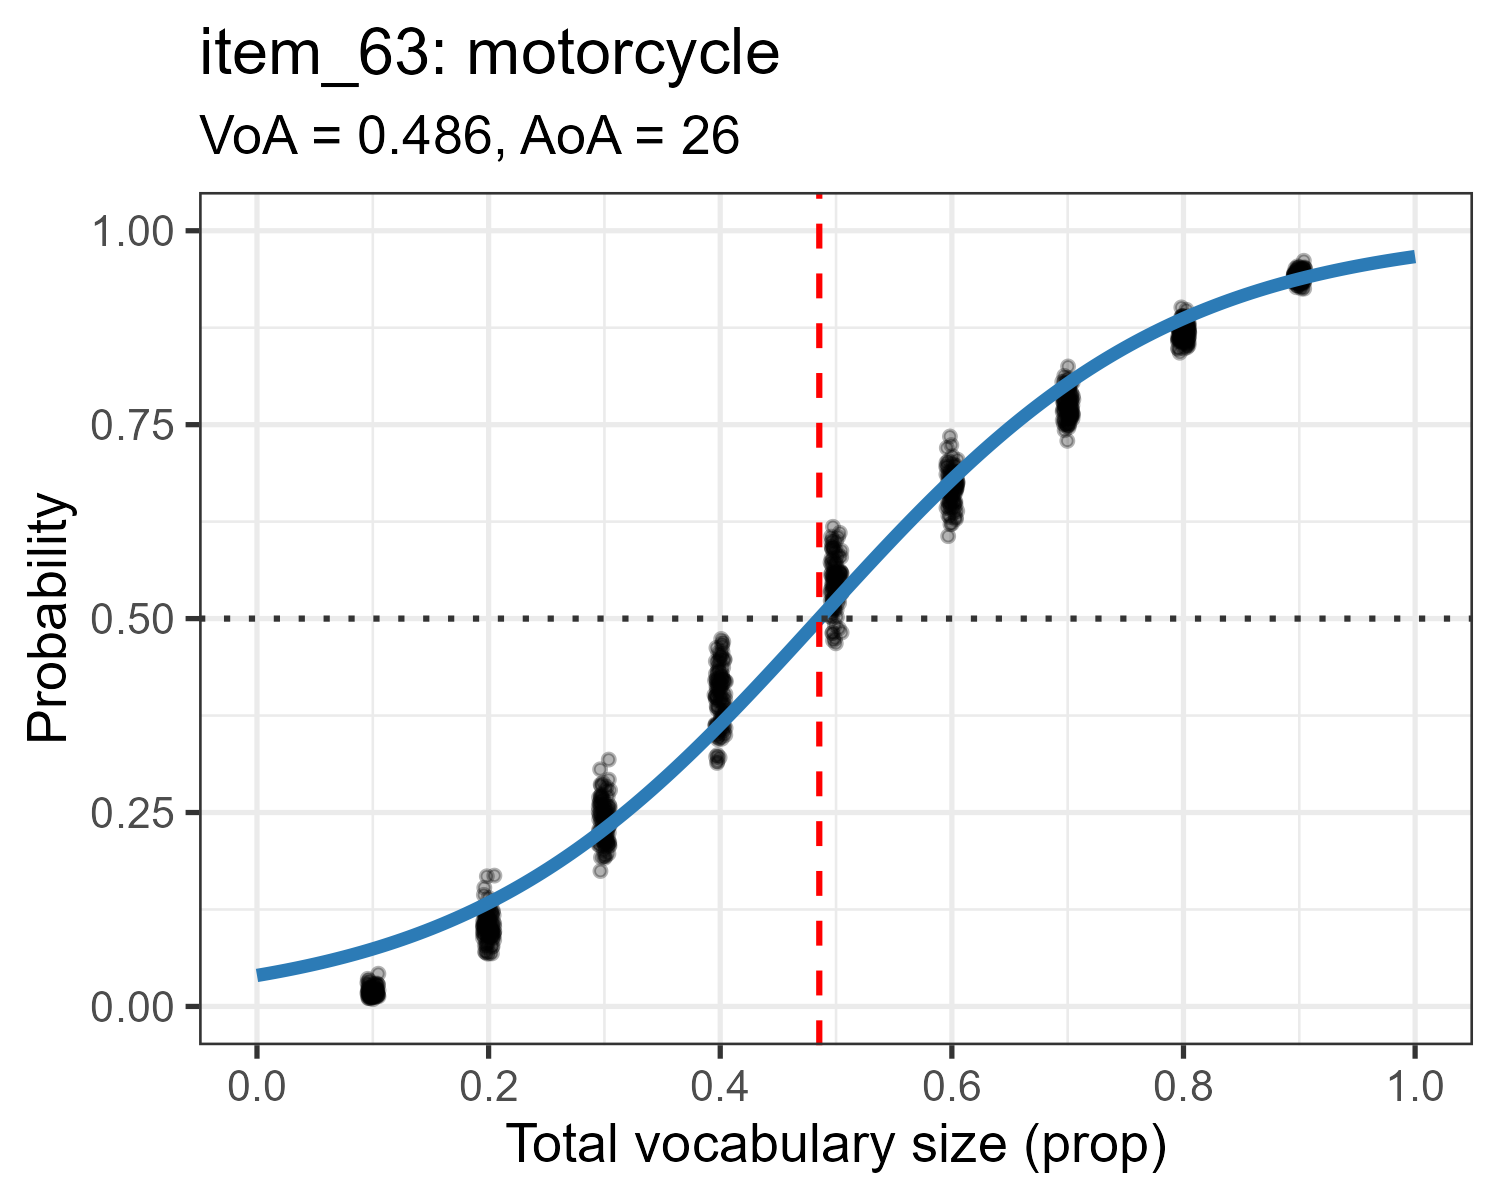 item_63: motorcycle
VoA = 0.486, AoA = 26
1.00
0.75
0.50
0.25
0.00
Probability
0.0 0.2 0.4 0.6 0.8 1.0
Total vocabulary size (prop)